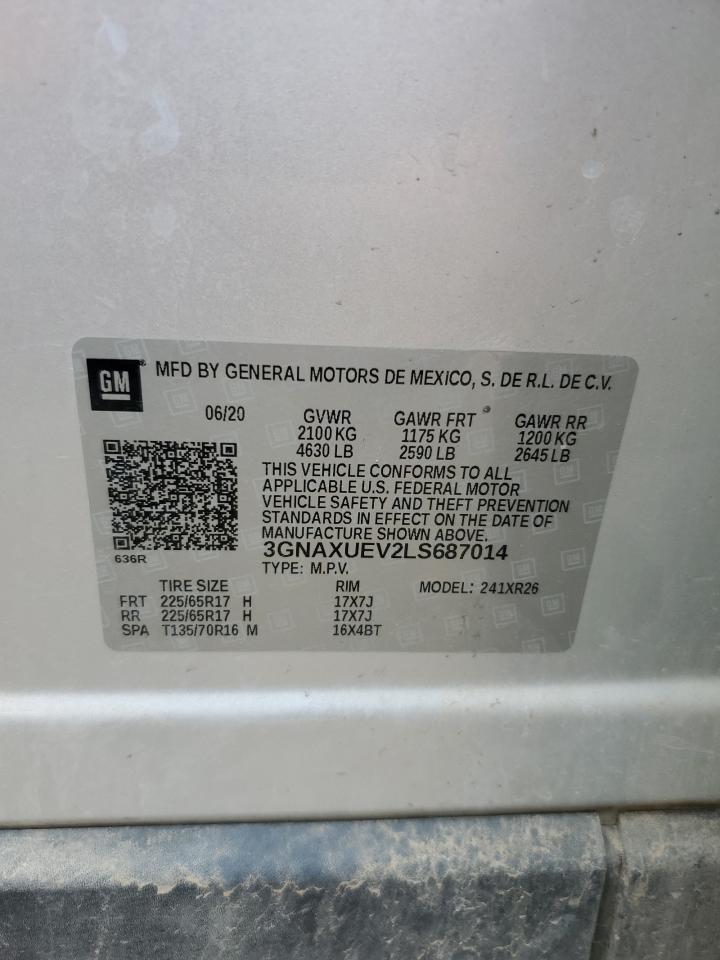 GM ® MFD BY GENERAL MOTORS DE MEXICO, S. DE R.L. DE C.V.
06/20 GVWR GAWR FRT GAWR RR
2100 KG 1175 KG 1200 KG
4630 LB 2590 LB 2645 LB
THIS VEHICLE CONFORMS TO ALL
APPLICABLE U.S. FEDERAL MOTOR
VEHICLE SAFETY AND THEFT PREVENTION
STANDARDS IN EFFECT ON THE DATE OF
MANUFACTURE SHOWN ABOVE.
636R 3GNAXUEV2LS687014
TYPE: M.P.V.
TIRE SIZE RIM MODEL: 241XR26
FRT 225/65R17 H 17X7J
RR 225/65R17 H 17X7J
SPA T135/70R16 M 16X4BT